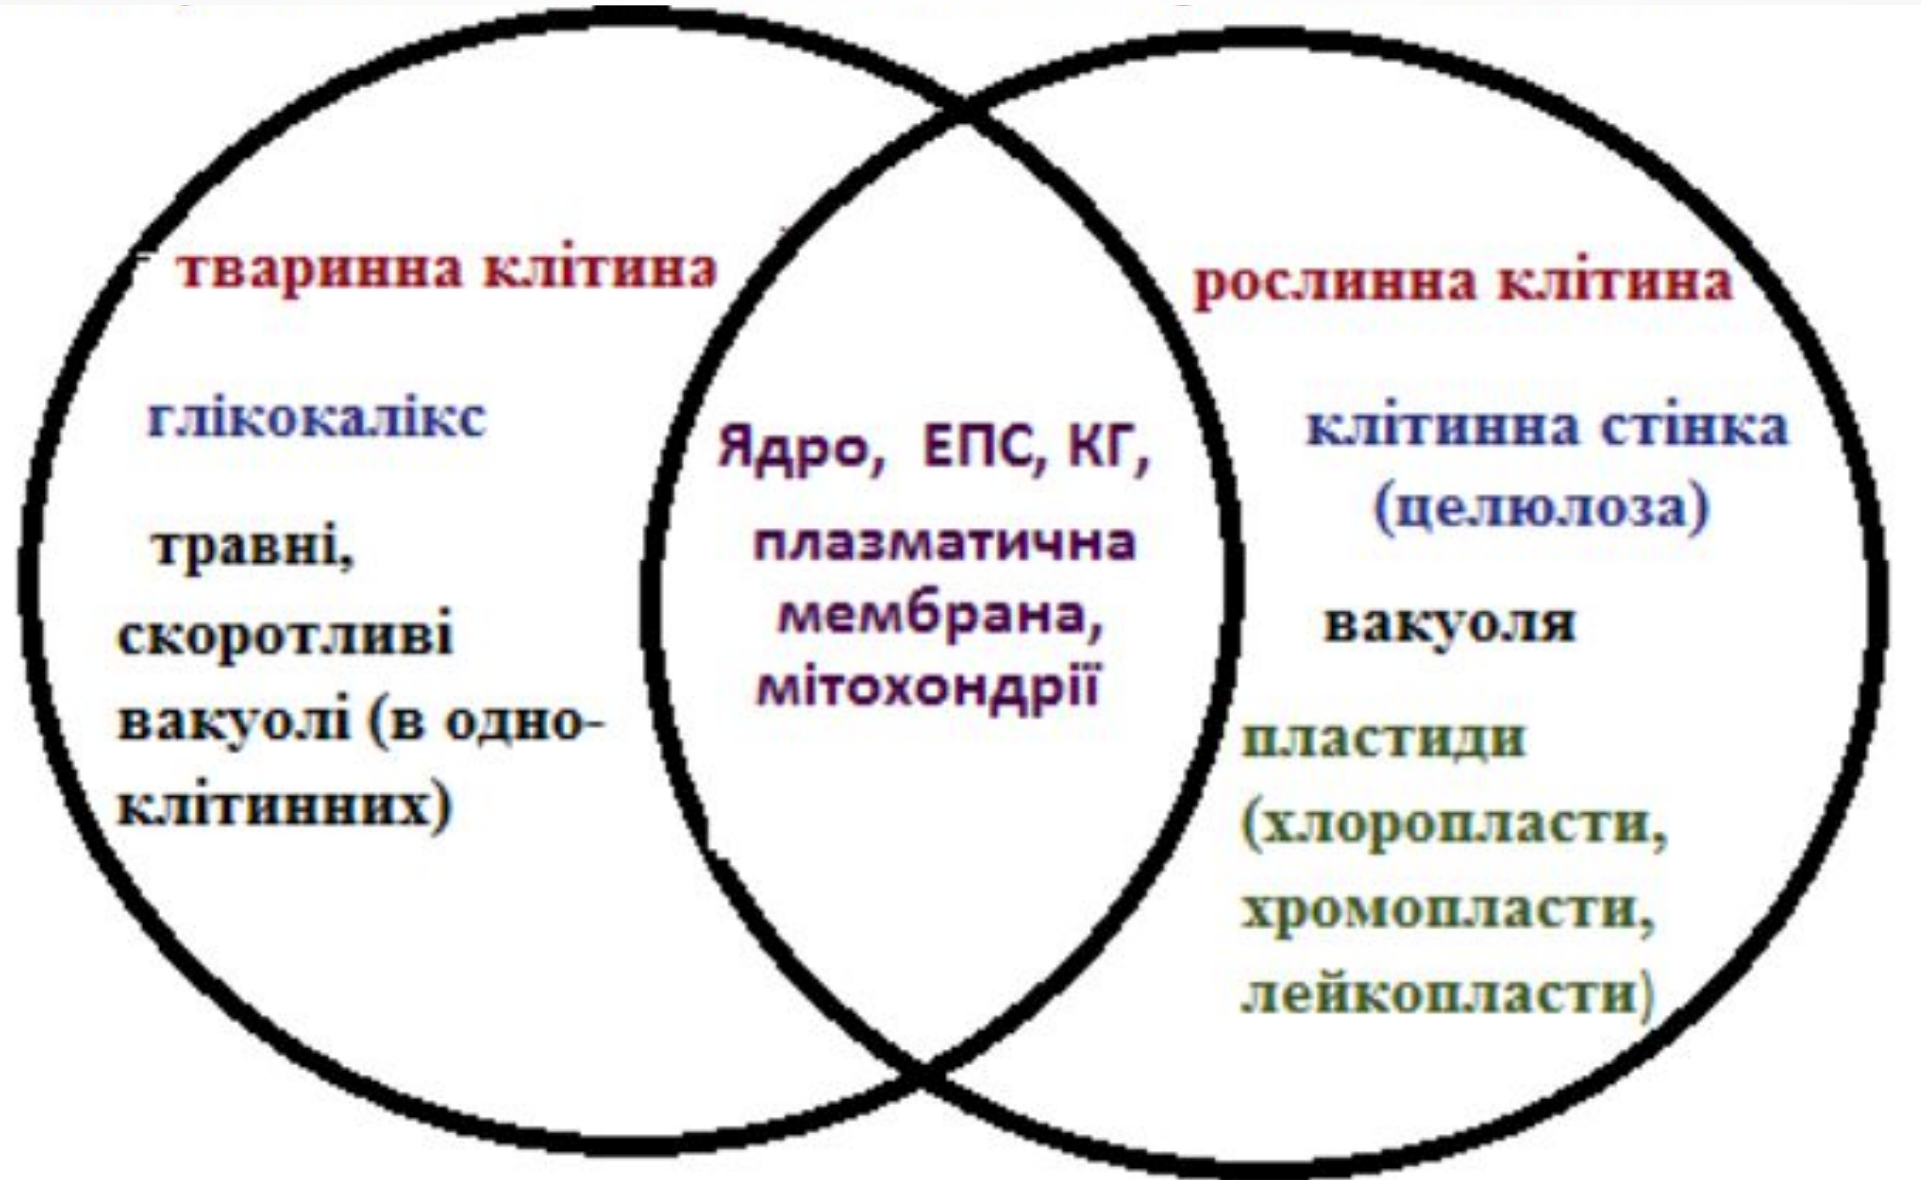 тваринна клітина
глікокалікс
травні,
скоротливі
вакуолі (в одно-
клітинних)
Ядро, ЕПС, КГ,
плазматична
мембрана,
мітохондрії
рослинна клітина
клітинна стінка
(целюлоза)
вакуоля
пластиди
(хлоропласти,
хромопласти,
лейкопласти)